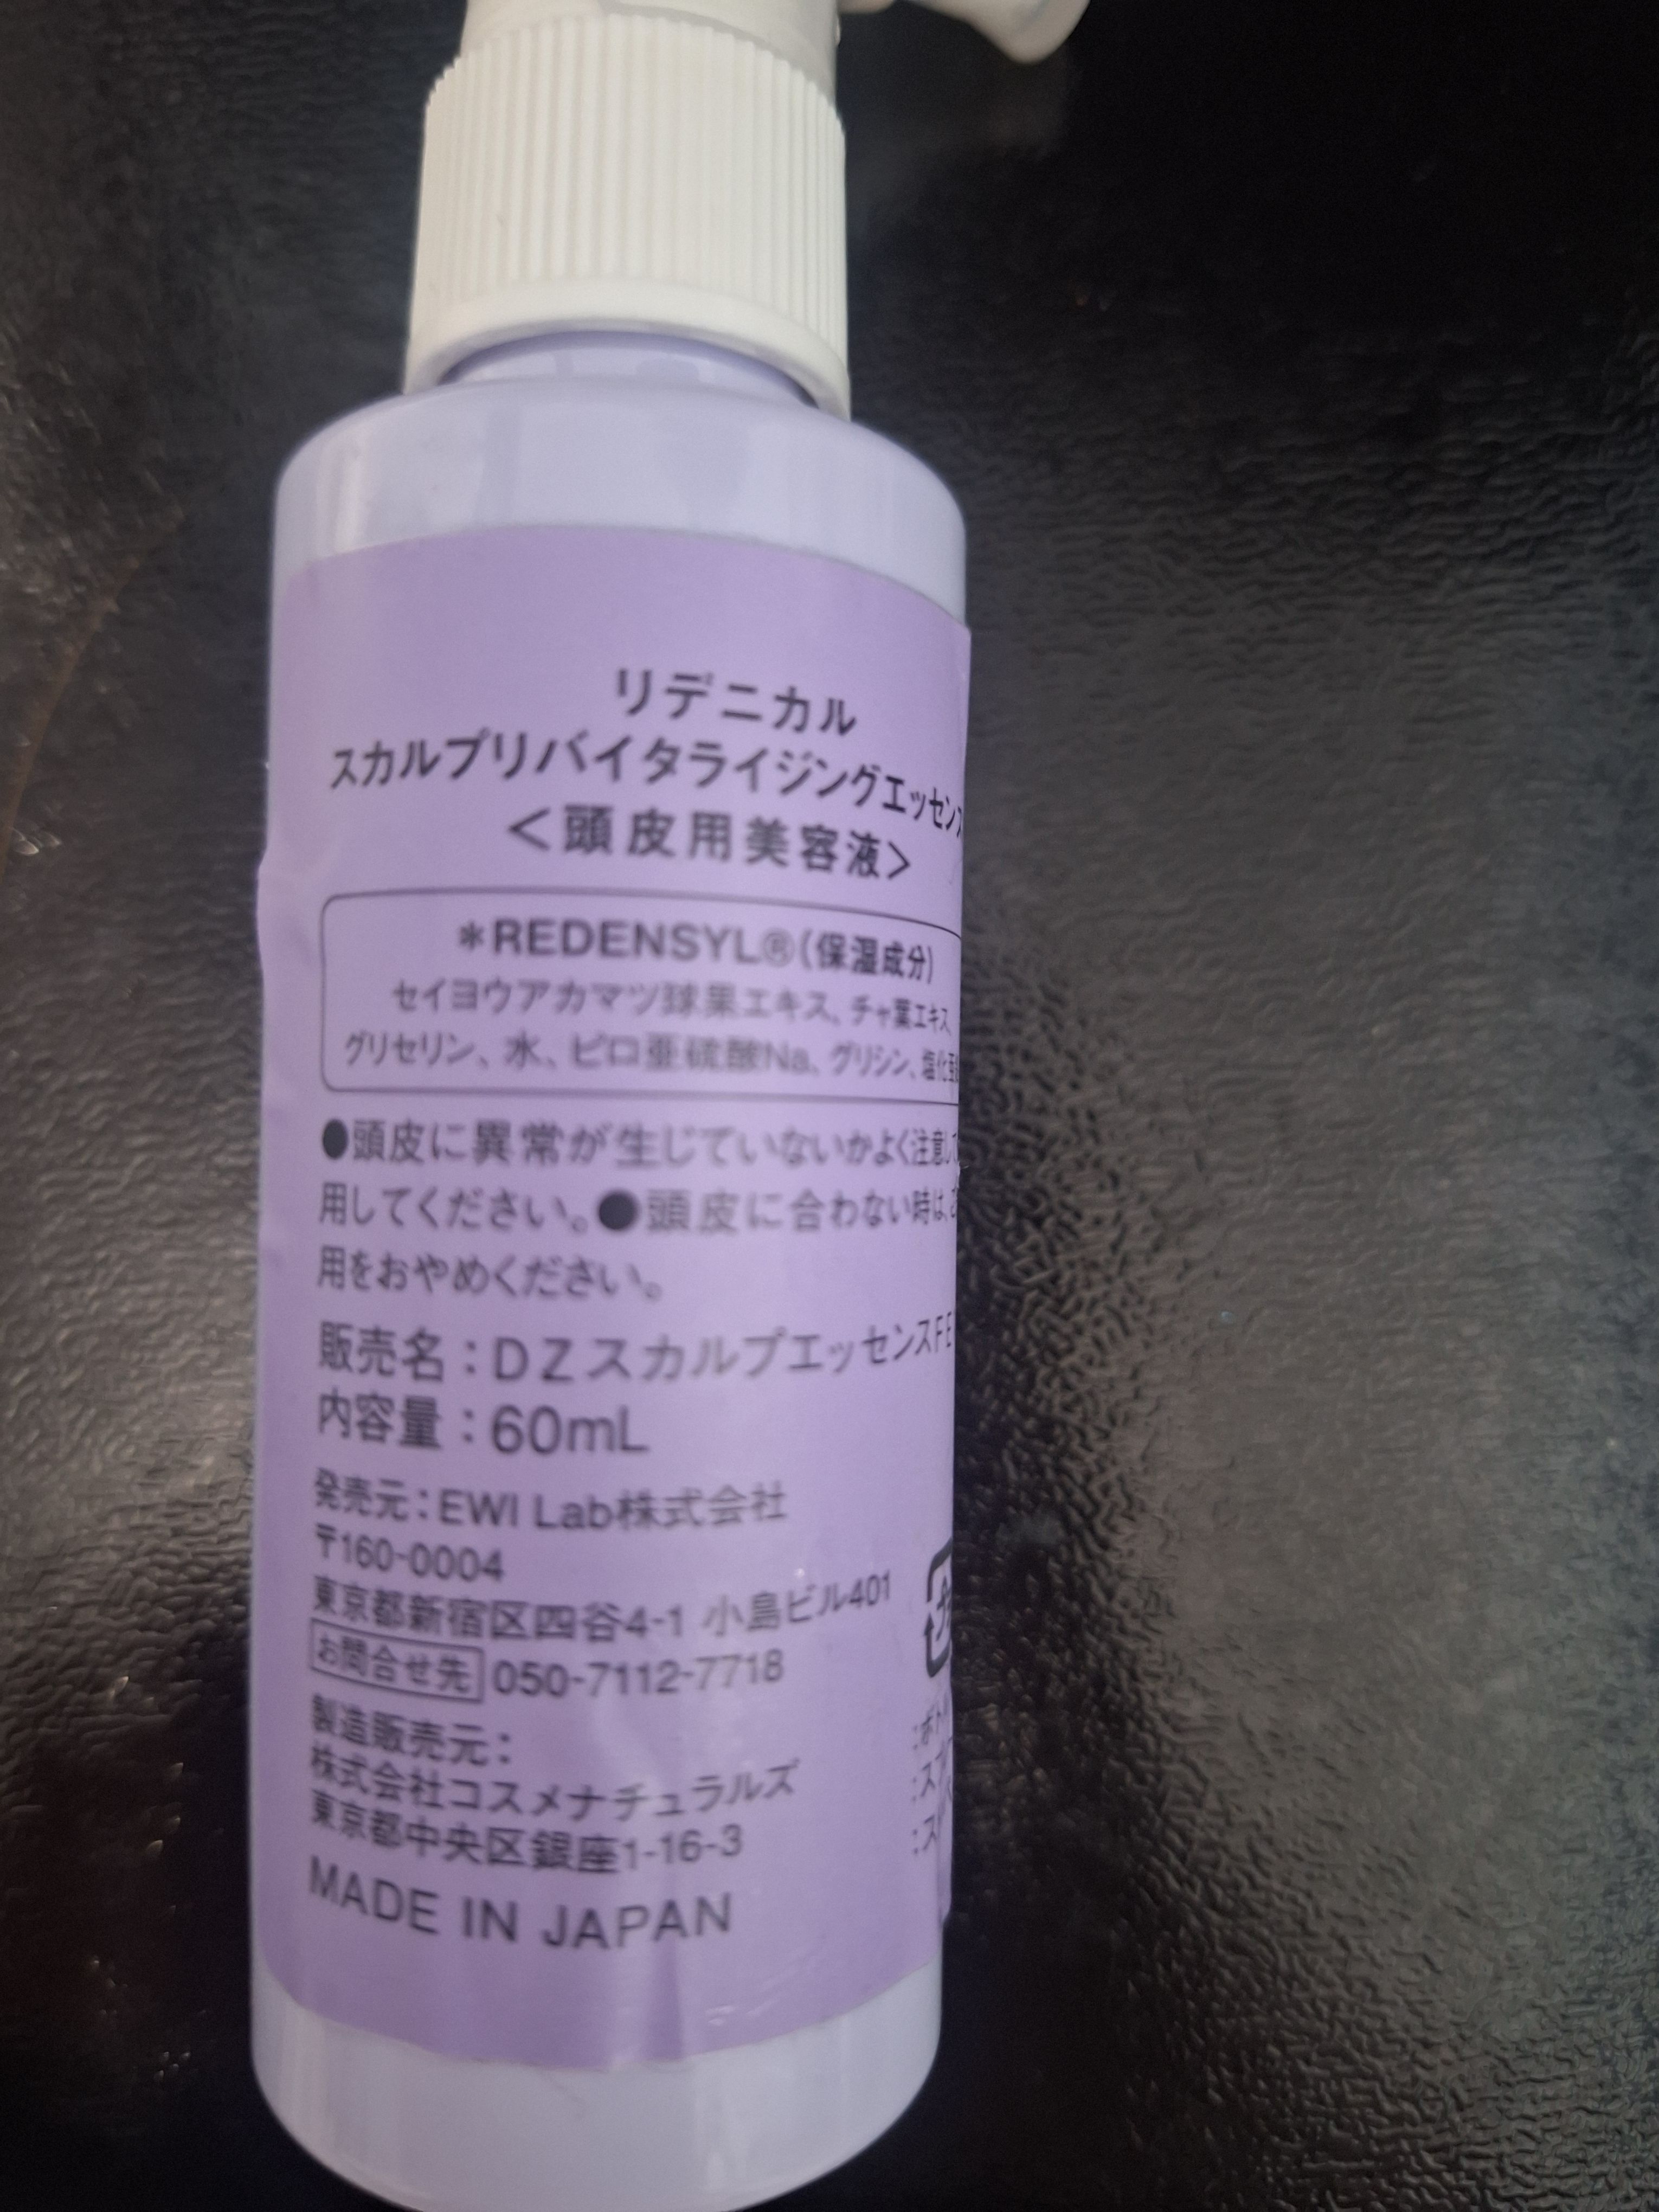 リデニカル
スカルプリバイタライジングエッセンス
＜頭皮用美容液＞
＊REDENSYL®(保湿成分)
セイヨウアカマツ球果エキス、チャ葉エキス、
グリセリン、水、ピロ亜硫酸Na、グリシン、塩化亜
●頭皮に異常が生じていないかよく注意して
用してください。●頭皮に合わない時は、ご
用をおやめください。
販売名：DZスカルプエッセンスFE
内容量：60mL
発売元：EWI Lab株式会社
〒160-0004
東京都新宿区四谷4-1 小島ビル401
お問合せ先 050-7112-7718
製造販売元：
株式会社コスメナチュラルズ
東京都中央区銀座1-16-3
MADE IN JAPAN